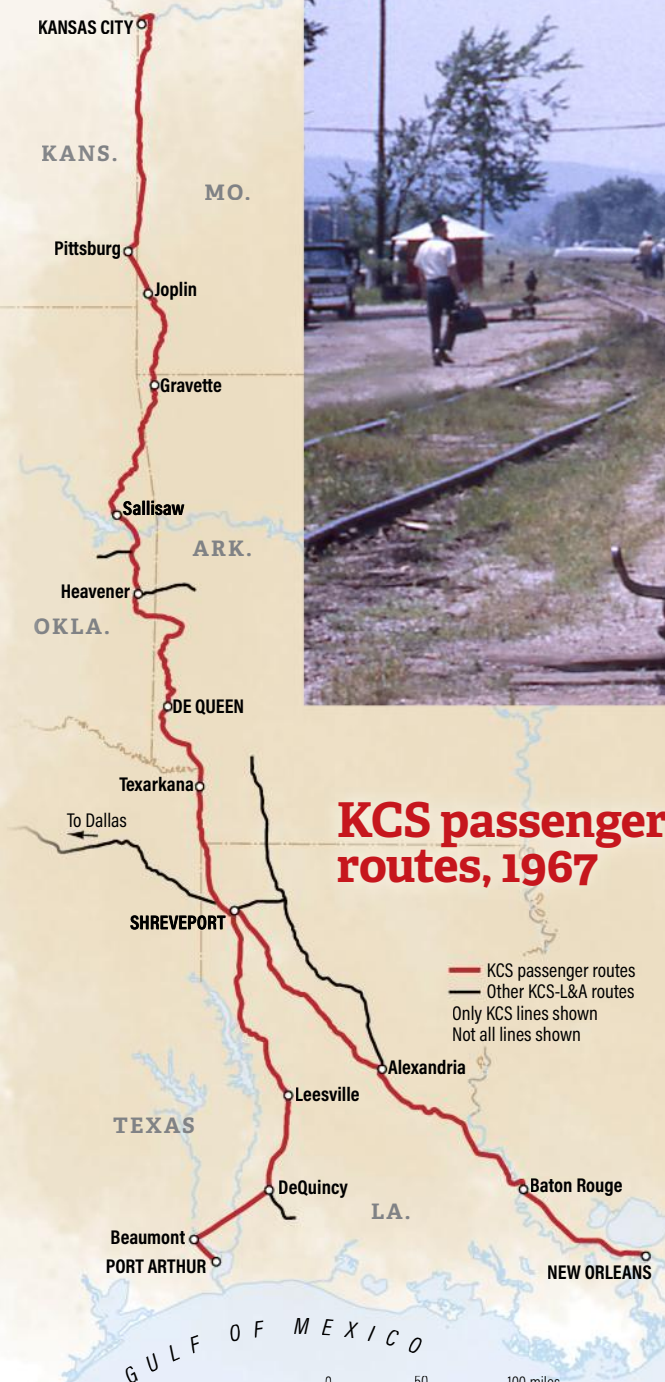 KANSAS CITY
KANS.
MO.
Pittsburg
Joplin
Gravette
Sallisaw
ARK.
Heavener
OKLA.
DE QUEEN
Texarkana
To Dallas
KCS passenger
routes, 1967
SHREVEPORT
KCS passenger routes
Other KCS-L&A routes
Only KCS lines shown
Not all lines shown
Alexandria
Leesville
TEXAS
DeQuincy
Baton Rouge
LA.
Beaumont
PORT ARTHUR
NEW ORLEANS
GULF OF MEXICO
0 50 100 miles